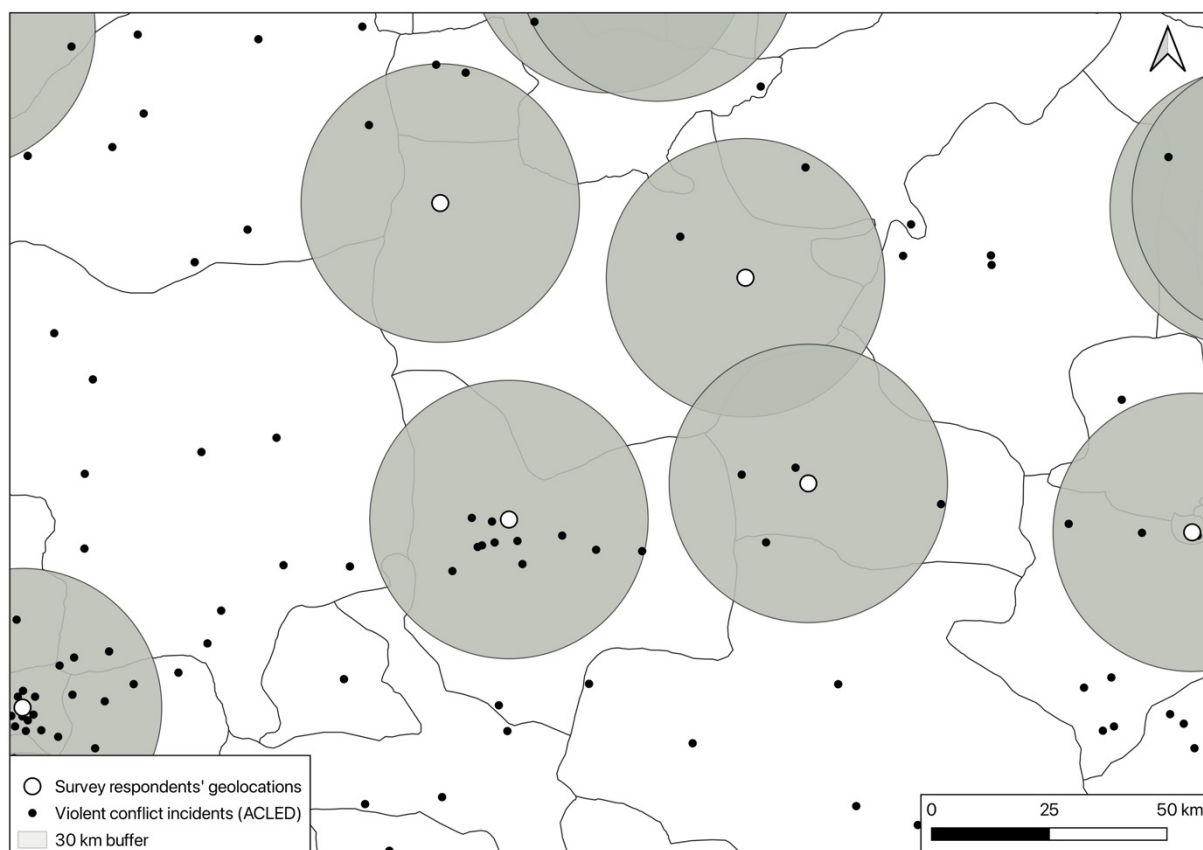 Survey respondents' geolocations
Violent conflict incidents (ACLED)
30 km buffer
0 25 50 km